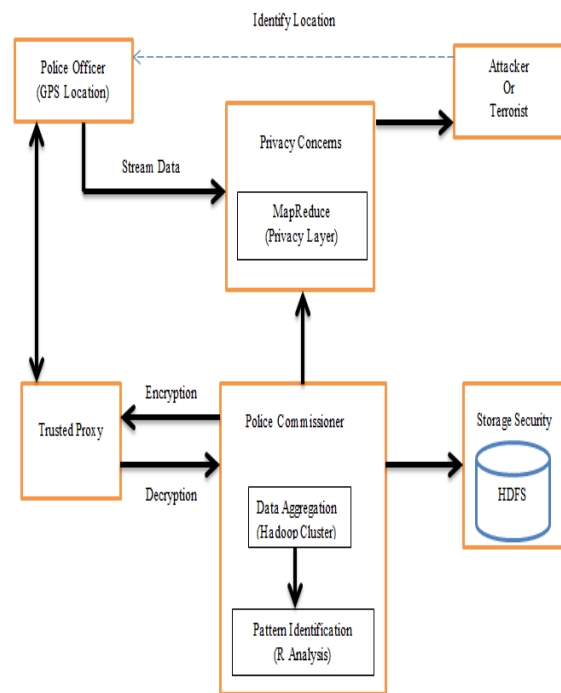 Identify Location
Police Officer
(GPS Location)
Attacker
Or
Terrorist
Stream Data
Privacy Concerns
MapReduce
(Privacy Layer)
Trusted Proxy
Encryption
Decryption
Police Commissioner
Data Aggregation
(Hadoop Cluster)
Pattern Identification
(R Analysis)
Storage Security
HDFS